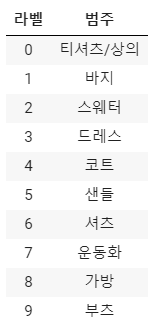 라벨 범주
0 티셔츠/상의
1 바지
2 스웨터
3 드레스
4 코트
5 샌들
6 셔츠
7 운동화
8 가방
9 부츠